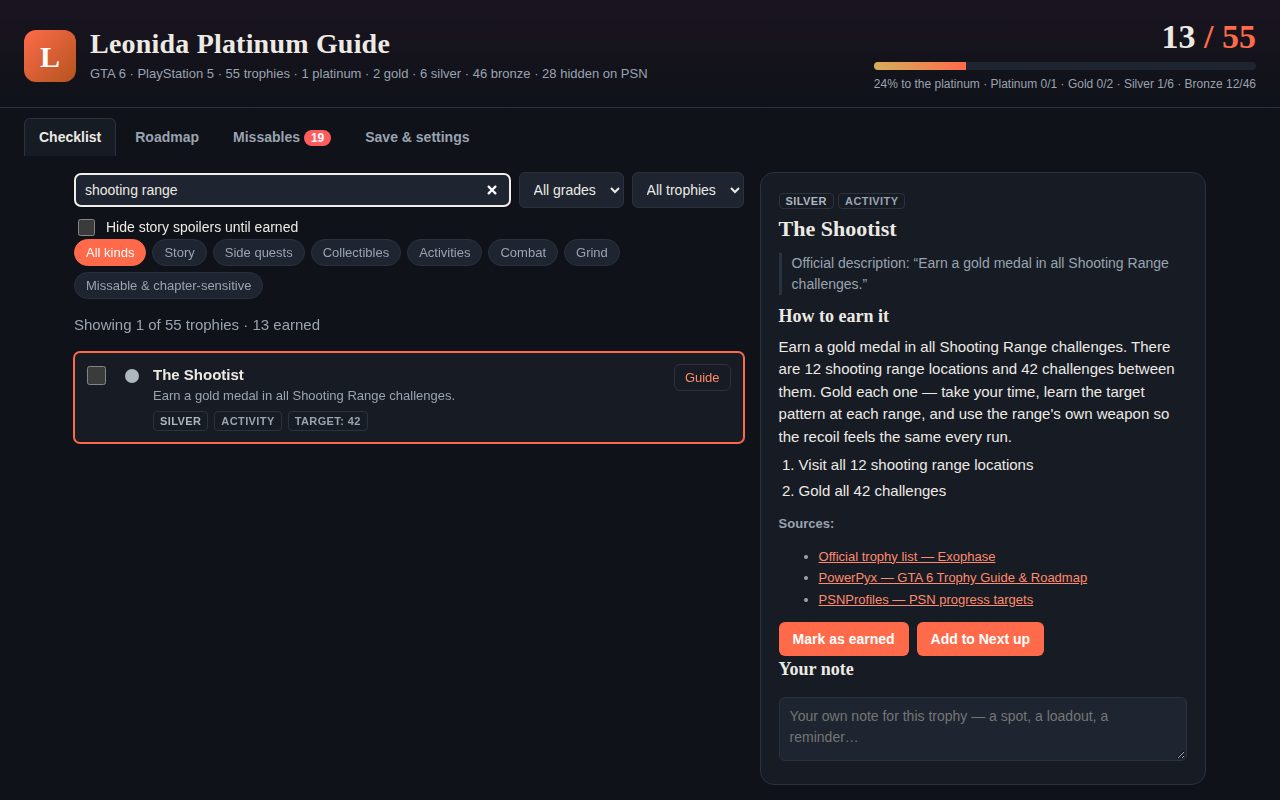 L
Leonida Platinum Guide
GTA 6 · PlayStation 5 · 55 trophies · 1 platinum · 2 gold · 6 silver · 46 bronze · 28 hidden on PSN
13 / 55
24% to the platinum · Platinum 0/1 · Gold 0/2 · Silver 1/6 · Bronze 12/46
Checklist
Roadmap
Missables 19
Save & settings
shooting range
All grades
All trophies
Hide story spoilers until earned
All kinds
Story
Side quests
Collectibles
Activities
Combat
Grind
Missable & chapter-sensitive
Showing 1 of 55 trophies · 13 earned
The Shootist
Earn a gold medal in all Shooting Range challenges.
SILVER
ACTIVITY
TARGET: 42
Guide
SILVER
ACTIVITY
The Shootist
Official description: “Earn a gold medal in all Shooting Range
challenges.”
How to earn it
Earn a gold medal in all Shooting Range challenges. There
are 12 shooting range locations and 42 challenges between
them. Gold each one — take your time, learn the target
pattern at each range, and use the range's own weapon so
the recoil feels the same every run.
1. Visit all 12 shooting range locations
2. Gold all 42 challenges
Sources:
• Official trophy list — Exophase
• PowerPyx — GTA 6 Trophy Guide & Roadmap
• PSNProfiles — PSN progress targets
Mark as earned
Add to Next up
Your note
Your own note for this trophy — a spot, a loadout, a
reminder…